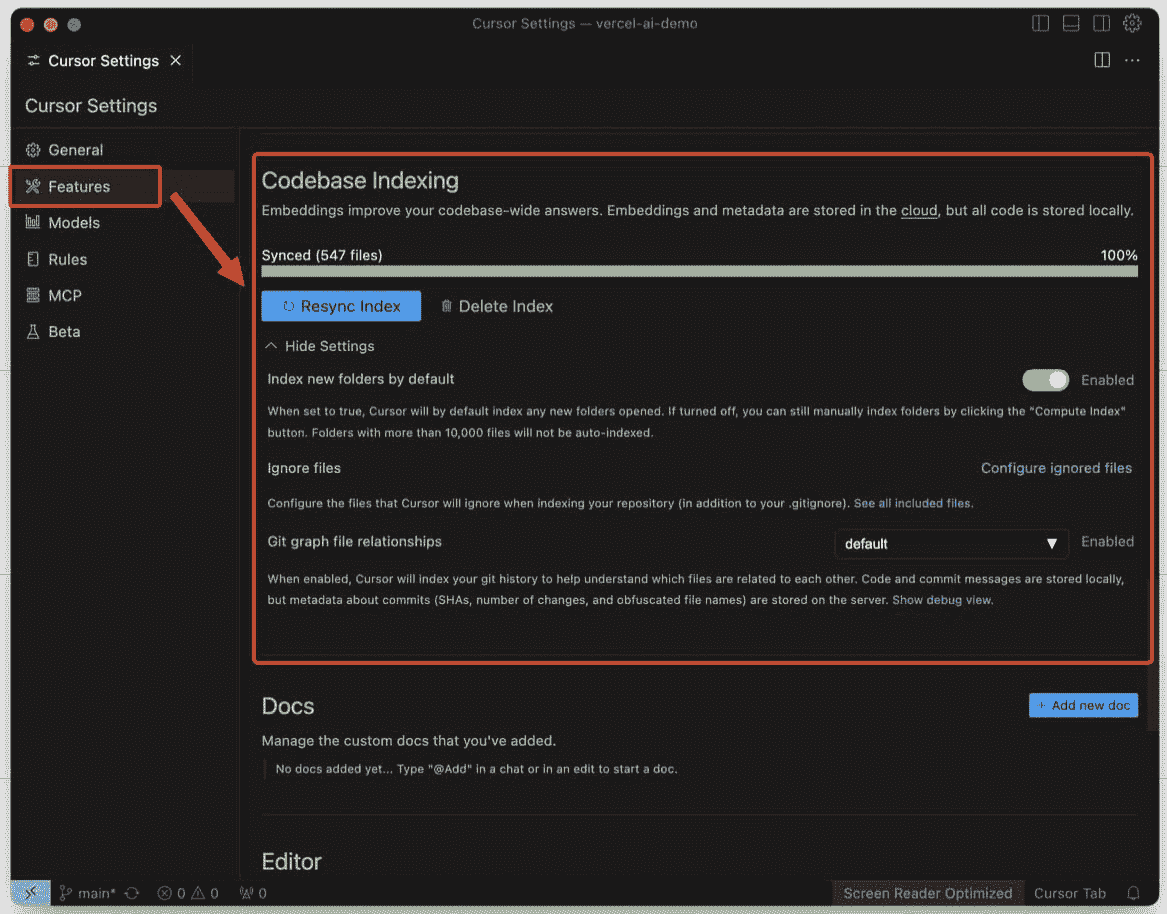 Cursor Settings — vercel-ai-demo
Cursor Settings
Cursor Settings
General
Features
Models
Rules
MCP
Beta
Codebase Indexing
Embeddings improve your codebase-wide answers. Embeddings and metadata are stored in the cloud, but all code is stored locally.
Synced (547 files) 100%
Resync Index Delete Index
Hide Settings
Index new folders by default Enabled
When set to true, Cursor will by default index any new folders opened. If turned off, you can still manually index folders by clicking the "Compute Index"
button. Folders with more than 10,000 files will not be auto-indexed.
Ignore files Configure ignored files
Configure the files that Cursor will ignore when indexing your repository (in addition to your .gitignore). See all included files.
Git graph file relationships default Enabled
When enabled, Cursor will index your git history to help understand which files are related to each other. Code and commit messages are stored locally,
but metadata about commits (SHAs, number of changes, and obfuscated file names) are stored on the server. Show debug view.
Docs + Add new doc
Manage the custom docs that you've added.
No docs added yet... Type "@Add" in a chat or in an edit to start a doc.
Editor
main* 0 0 0 Screen Reader Optimized Cursor Tab